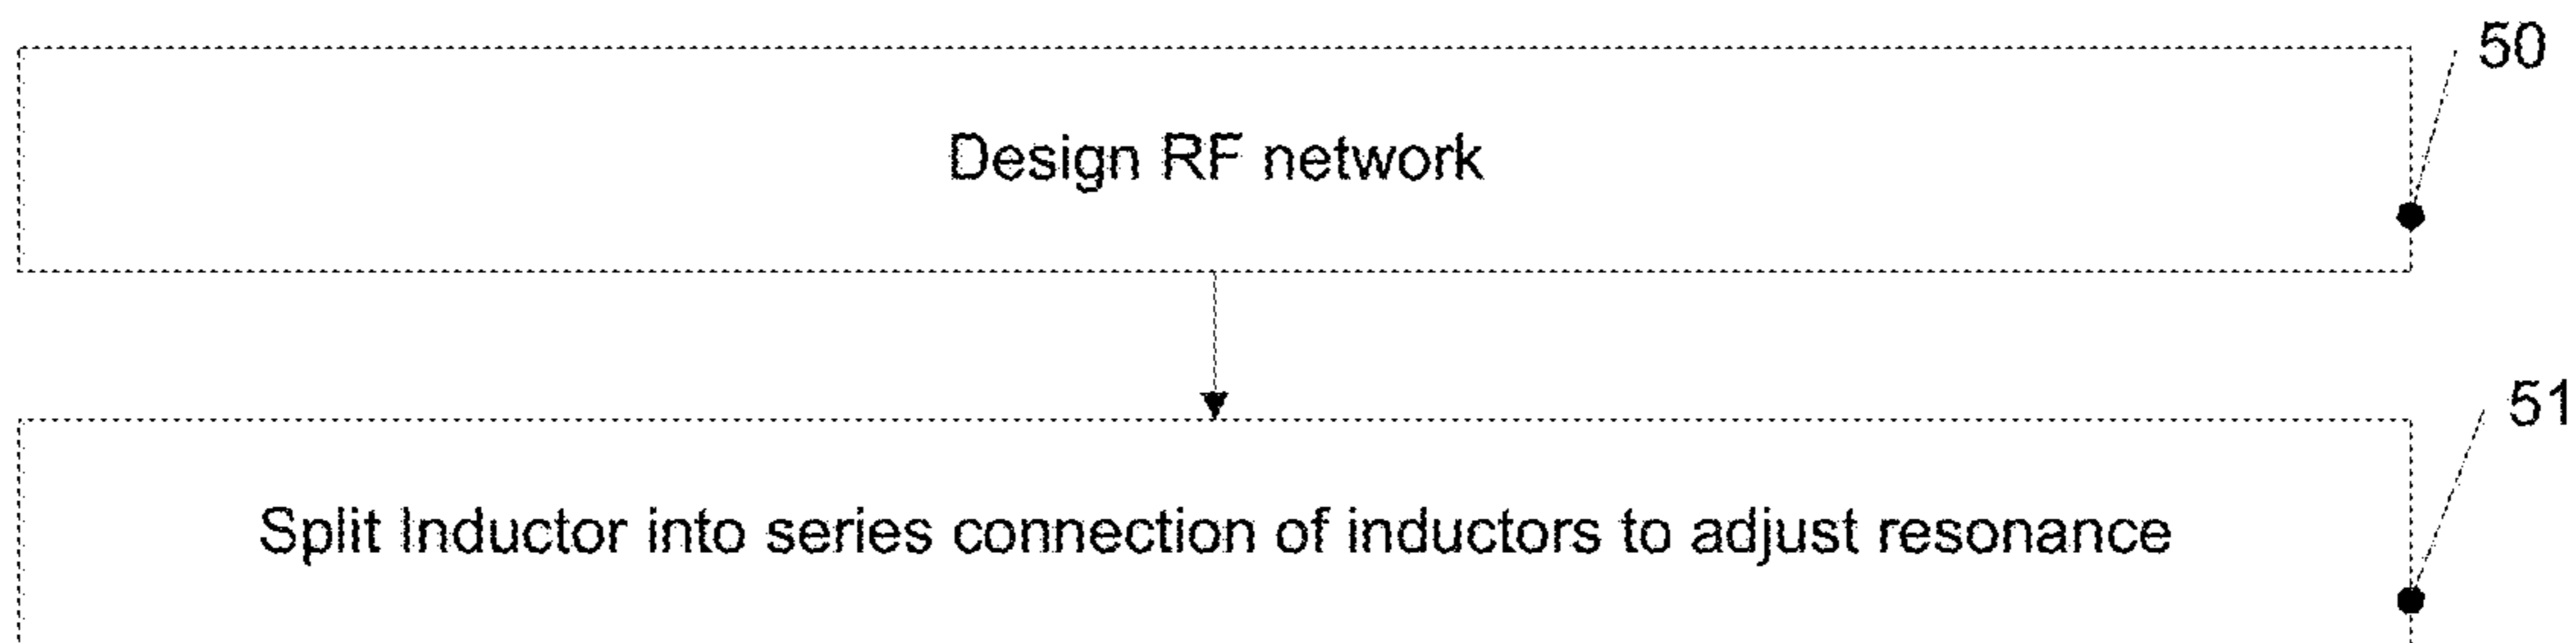 50
Design RF network
51
Split Inductor into series connection of inductors to adjust resonance